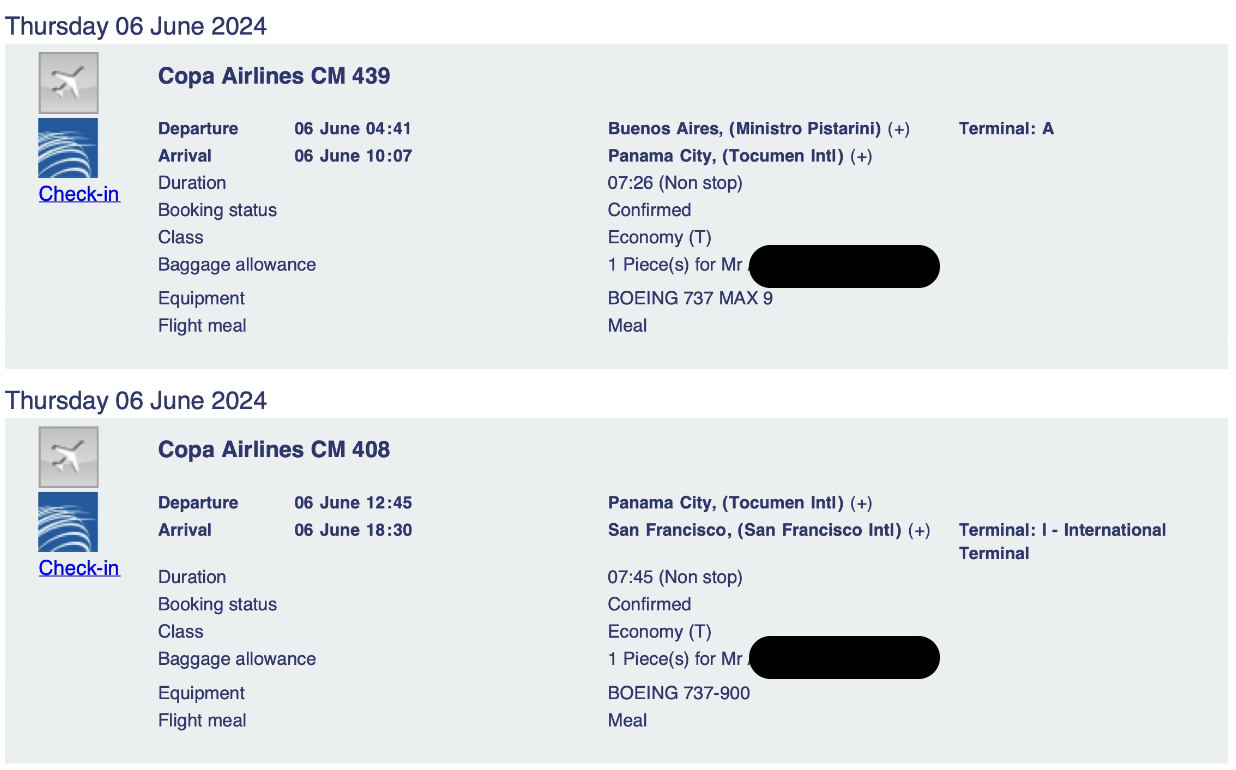 Thursday 06 June 2024
Copa Airlines CM 439
Departure 06 June 04:41 Buenos Aires, (Ministro Pistarini) (+) Terminal: A
Arrival 06 June 10:07 Panama City, (Tocumen Intl) (+)
Check-in
Duration 07:26 (Non stop)
Booking status Confirmed
Class Economy (T)
Baggage allowance 1 Piece(s) for Mr
Equipment BOEING 737 MAX 9
Flight meal Meal
Thursday 06 June 2024
Copa Airlines CM 408
Departure 06 June 12:45 Panama City, (Tocumen Intl) (+)
Arrival 06 June 18:30 San Francisco, (San Francisco Intl) (+) Terminal: I - International
Terminal
Check-in
Duration 07:45 (Non stop)
Booking status Confirmed
Class Economy (T)
Baggage allowance 1 Piece(s) for Mr
Equipment BOEING 737-900
Flight meal Meal